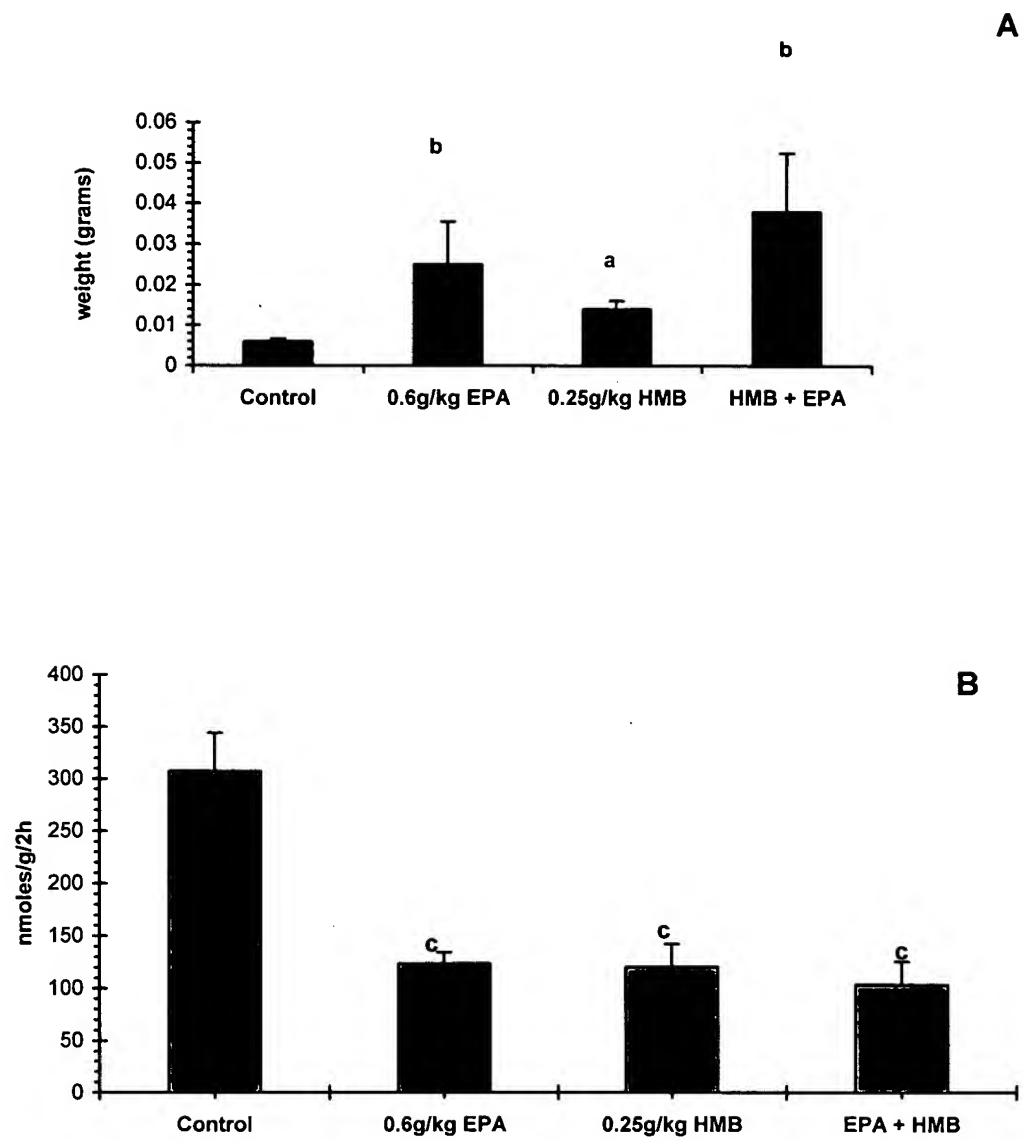 A
b
0.06
0.05
b
0.04
0.03
a
0.02
0.01
0
weight (grams)
Control 0.6g/kg EPA 0.25g/kg HMB HMB + EPA
B
400
350
300
250
200
150
100
50
0
nmoles/g/2h
c c c
Control 0.6g/kg EPA 0.25g/kg HMB EPA + HMB